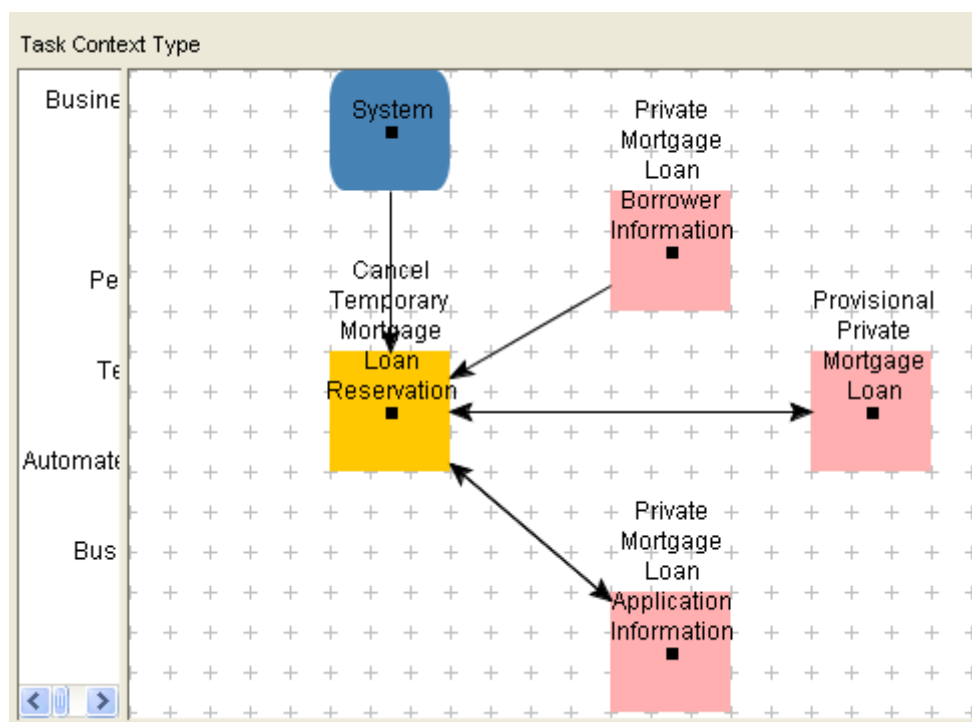 Task Context Type
Busine
Pe
Te
Automate
Bus
System
Private
Mortgage
Loan
Borrower
Information
Cancel
Temporary
Mortgage
Loan
Reservation
Provisional
Private
Mortgage
Loan
Private
Mortgage
Loan
Application
Information